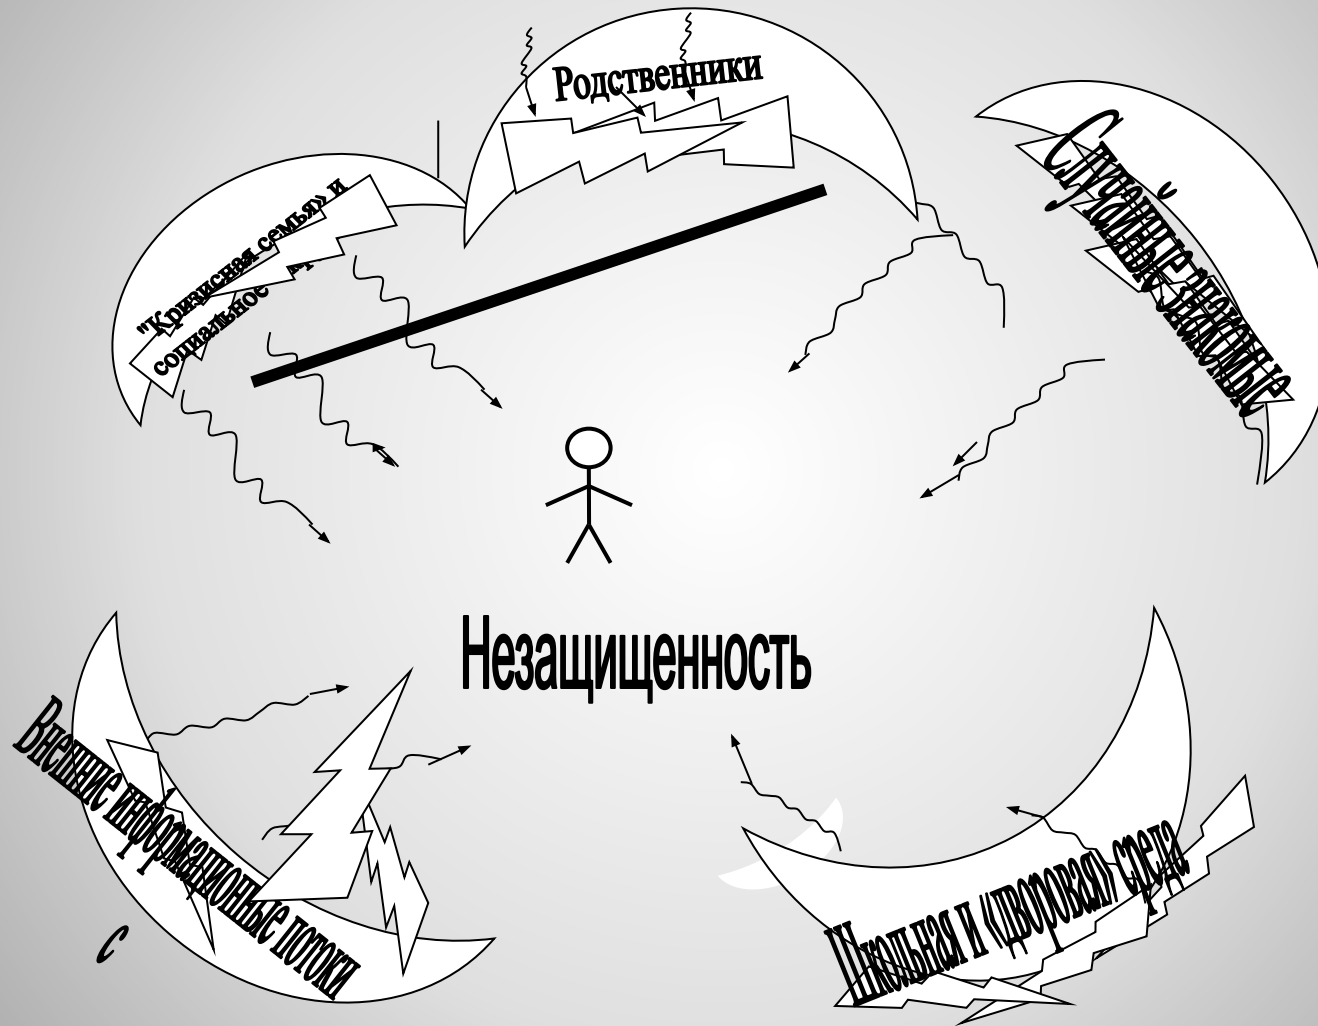 Родственники
"Кризисная семья» и
социальное
Случайные
знакомые
Незащищенность
Внешние информационные потоки
с
Школьная и «дворовая» среда